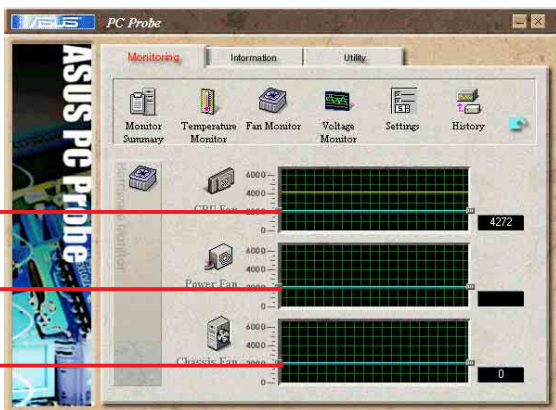 ASUS PC Probe
Monitoring Information Utility
ASUS PC Probe
Monitor Summary
Temperature Monitor
Fan Monitor
Voltage Monitor
Settings
History
Hardware Monitor
CPU Fan
6000
4000
2000
0
4272
Power Fan
6000
4000
2000
0
Chassis Fan
6000
4000
2000
0
0